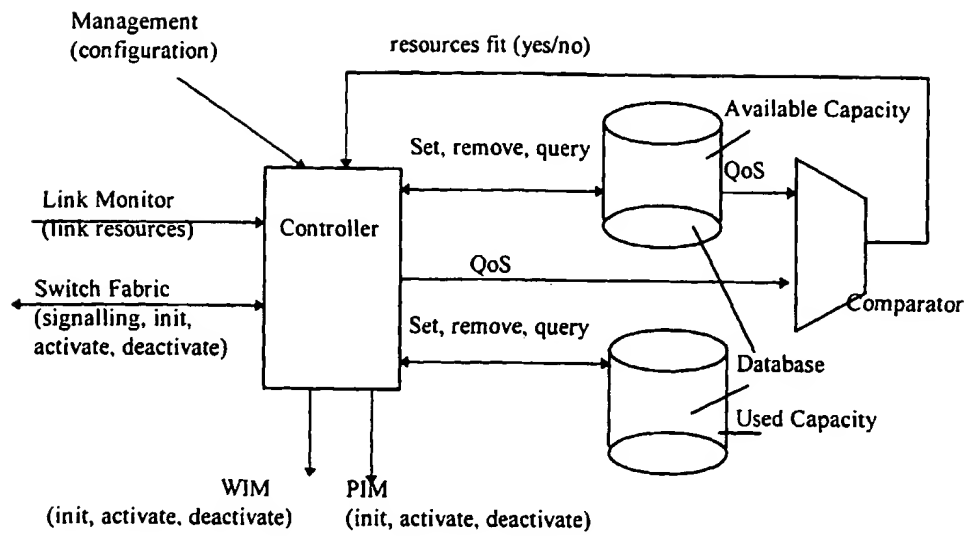 Management
(configuration)
resources fit (yes/no)
Available Capacity
Set, remove, query
QoS
Link Monitor
(link resources)
Controller
QoS
Switch Fabric
(signalling, init,
activate, deactivate)
Comparator
Set, remove, query
Database
Used Capacity
WIM
(init, activate, deactivate)
PIM
(init, activate, deactivate)